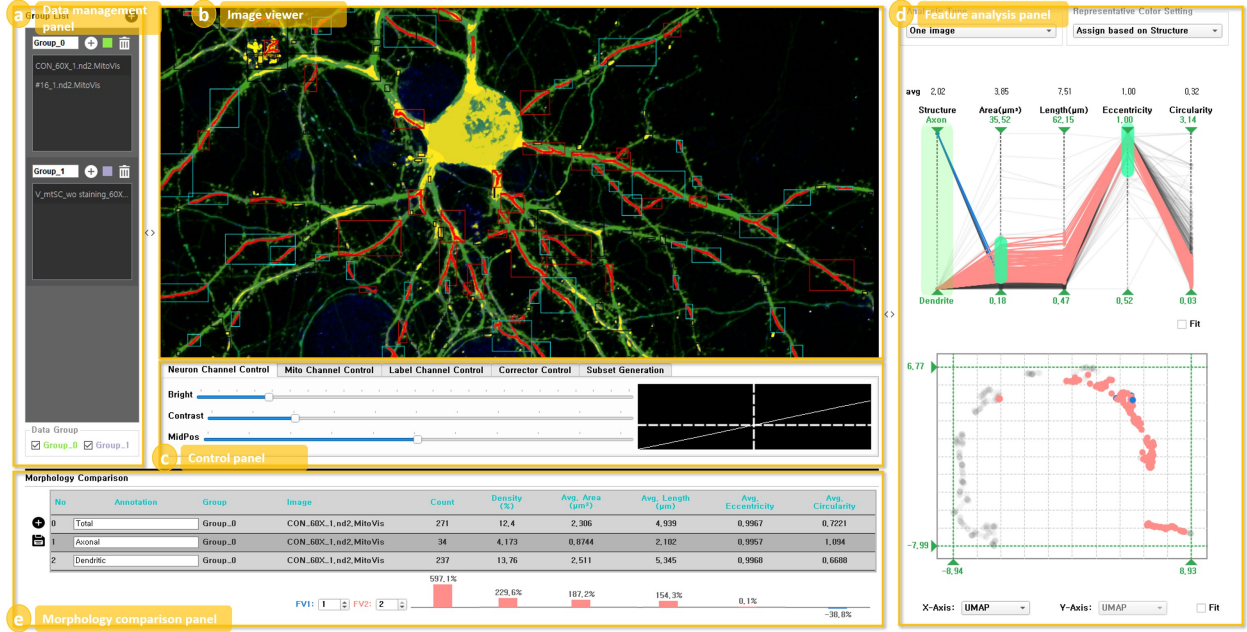 a Data management panel
Group List
Group_0
CON_60X_1.nd2.MitoVis
#16_1.nd2.MitoVis
Group_1
V_mtSC_wo staining_60X...
Data Group
Group_0 Group_1
b Image viewer
Neuron Channel Control Mito Channel Control Label Channel Control Corrector Control Subset Generation
Bright
Contrast
MidPos
c Control panel
d Feature analysis panel
Representative Color Setting
One image Assign based on Structure
avg 2,02 3,85 7,51 1,00 0,32
Structure Area(μm²) Length(μm) Eccentricity Circularity
Axon 35,52 62,15 1,00 3,14
Dendrite 0,18 0,47 0,52 0,03
Fit
6.77
-7,99
-8,94 8,93
X-Axis: UMAP Y-Axis: UMAP Fit
Morphology Comparison
No Annotation Group Image Count Density (%) Avg, Area (μm²) Avg, Length (μm) Avg, Eccentricity Avg, Circularity
0 Total Group_0 CON_60X_1,nd2,MitoVis 271 12,4 2,306 4,939 0,9967 0,7221
1 Axonal Group_0 CON_60X_1,nd2,MitoVis 34 4,173 0,8744 2,102 0,9957 1,094
2 Dendritic Group_0 CON_60X_1,nd2,MitoVis 237 13,76 2,511 5,345 0,9968 0,6688
FV1: 1 FV2: 2
597,1% 229,6% 187,2% 154,3% 0,1% -38,8%
e Morphology comparison panel